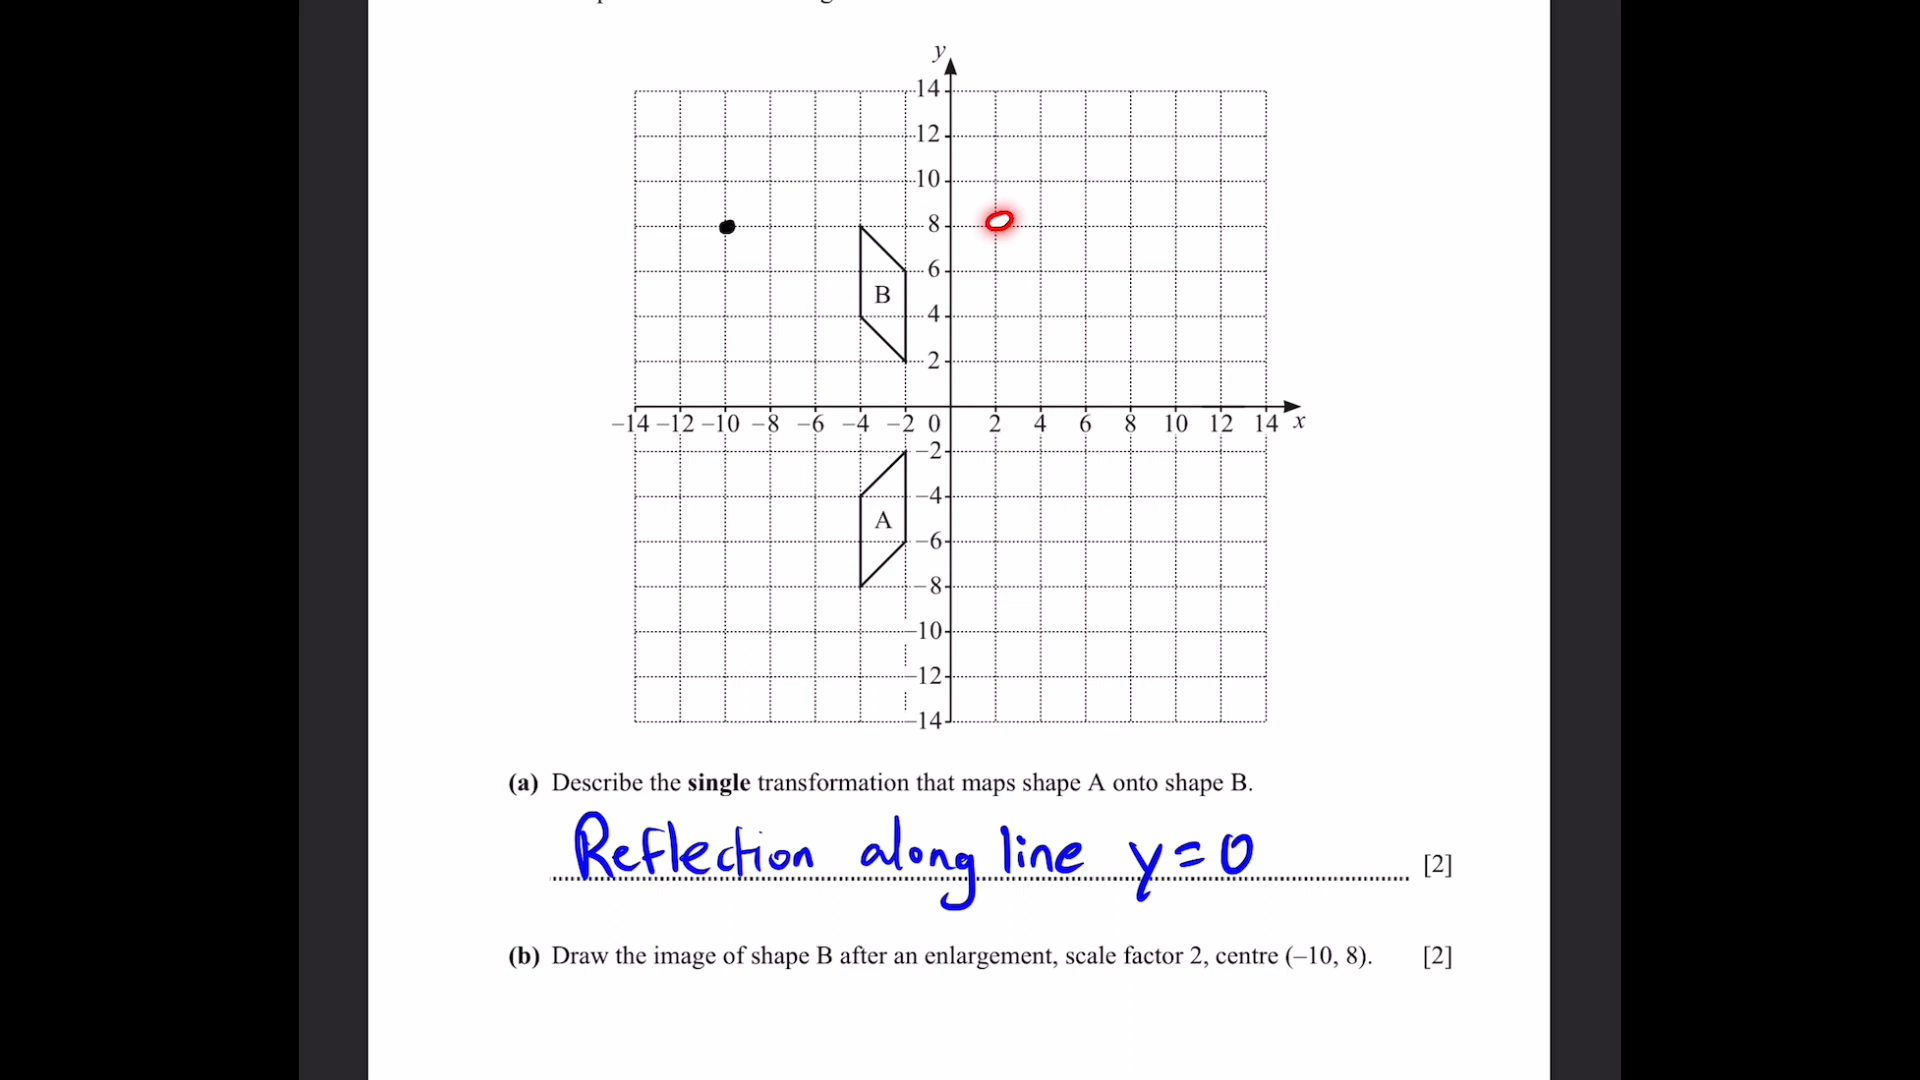 y
14
12
10
8
B
6
4
2
−14 −12 −10 −8 −6 −4 −2 0 2 4 6 8 10 12 14 x
−2
−4
A
−6
−8
−10
−12
−14
(a) Describe the single transformation that maps shape A onto shape B.
Reflection along line y=0 [2]
(b) Draw the image of shape B after an enlargement, scale factor 2, centre (−10, 8). [2]